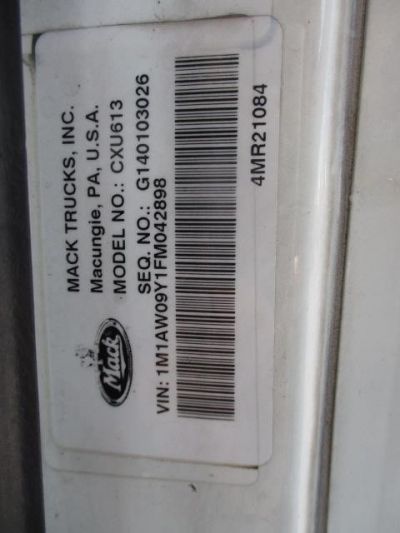 MACK TRUCKS, INC.
Macungie, PA, U.S.A.
MODEL NO.: CXU613
SEQ. NO.: G140103026
Mack
VIN: 1M1AW09Y1FM042898
4MR21084